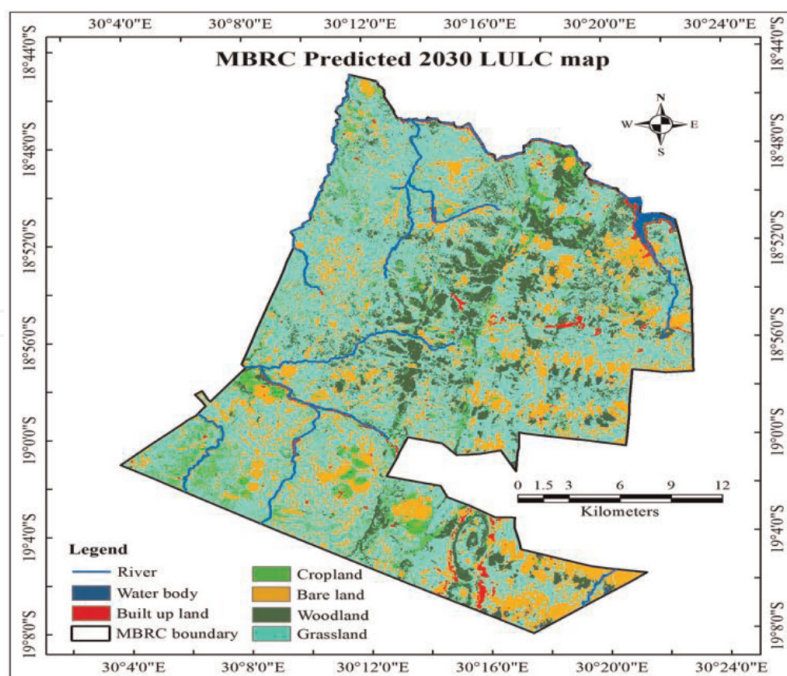 30°4'0"E 30°8'0"E 30°12'0"E 30°16'0"E 30°20'0"E 30°24'0"E
MBRC Predicted 2030 LULC map
N
W E
S
18°44'0"S
18°48'0"S
18°52'0"S
18°56'0"S
19°0'0"S
19°4'0"S
19°8'0"S
18°44'0"S
18°48'0"S
18°52'0"S
18°56'0"S
19°0'0"S
19°4'0"S
19°8'0"S
0 1.5 3 6 9 12
Kilometers
Legend
River
Water body
Built up land
MBRC boundary
Cropland
Bare land
Woodland
Grassland
30°4'0"E 30°8'0"E 30°12'0"E 30°16'0"E 30°20'0"E 30°24'0"E